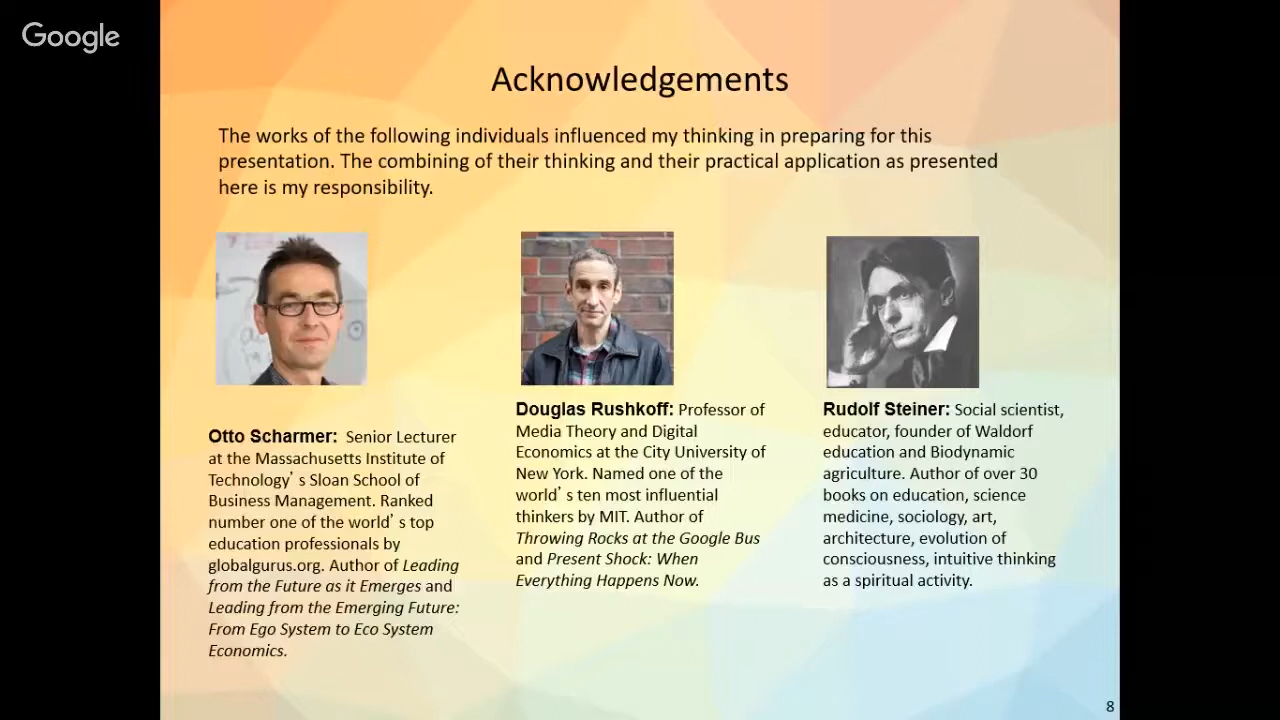 Google
Acknowledgements
The works of the following individuals influenced my thinking in preparing for this
presentation. The combining of their thinking and their practical application as presented
here is my responsibility.
Otto Scharmer: Senior Lecturer
at the Massachusetts Institute of
Technology's Sloan School of
Business Management. Ranked
number one of the world's top
education professionals by
globalgurus.org. Author of Leading
from the Future as it Emerges and
Leading from the Emerging Future:
From Ego System to Eco System
Economics.
Douglas Rushkoff: Professor of
Media Theory and Digital
Economics at the City University of
New York. Named one of the
world's ten most influential
thinkers by MIT. Author of
Throwing Rocks at the Google Bus
and Present Shock: When
Everything Happens Now.
Rudolf Steiner: Social scientist,
educator, founder of Waldorf
education and Biodynamic
agriculture. Author of over 30
books on education, science
medicine, sociology, art,
architecture, evolution of
consciousness, intuitive thinking
as a spiritual activity.
8